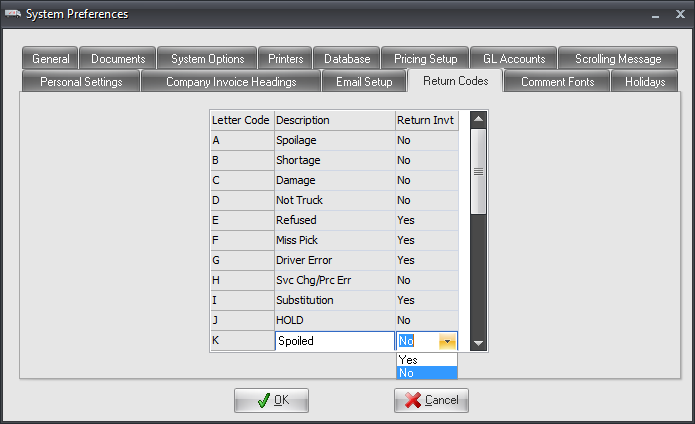 System Preferences
General Documents System Options Printers Database Pricing Setup GL Accounts Scrolling Message
Personal Settings Company Invoice Headings Email Setup Return Codes Comment Fonts Holidays
Letter Code Description Return Invt
A Spoilage No
B Shortage No
C Damage No
D Not Truck No
E Refused Yes
F Miss Pick Yes
G Driver Error Yes
H Svc Chg/Prc Err No
I Substitution Yes
J HOLD No
K Spoiled No
Yes
No
OK Cancel